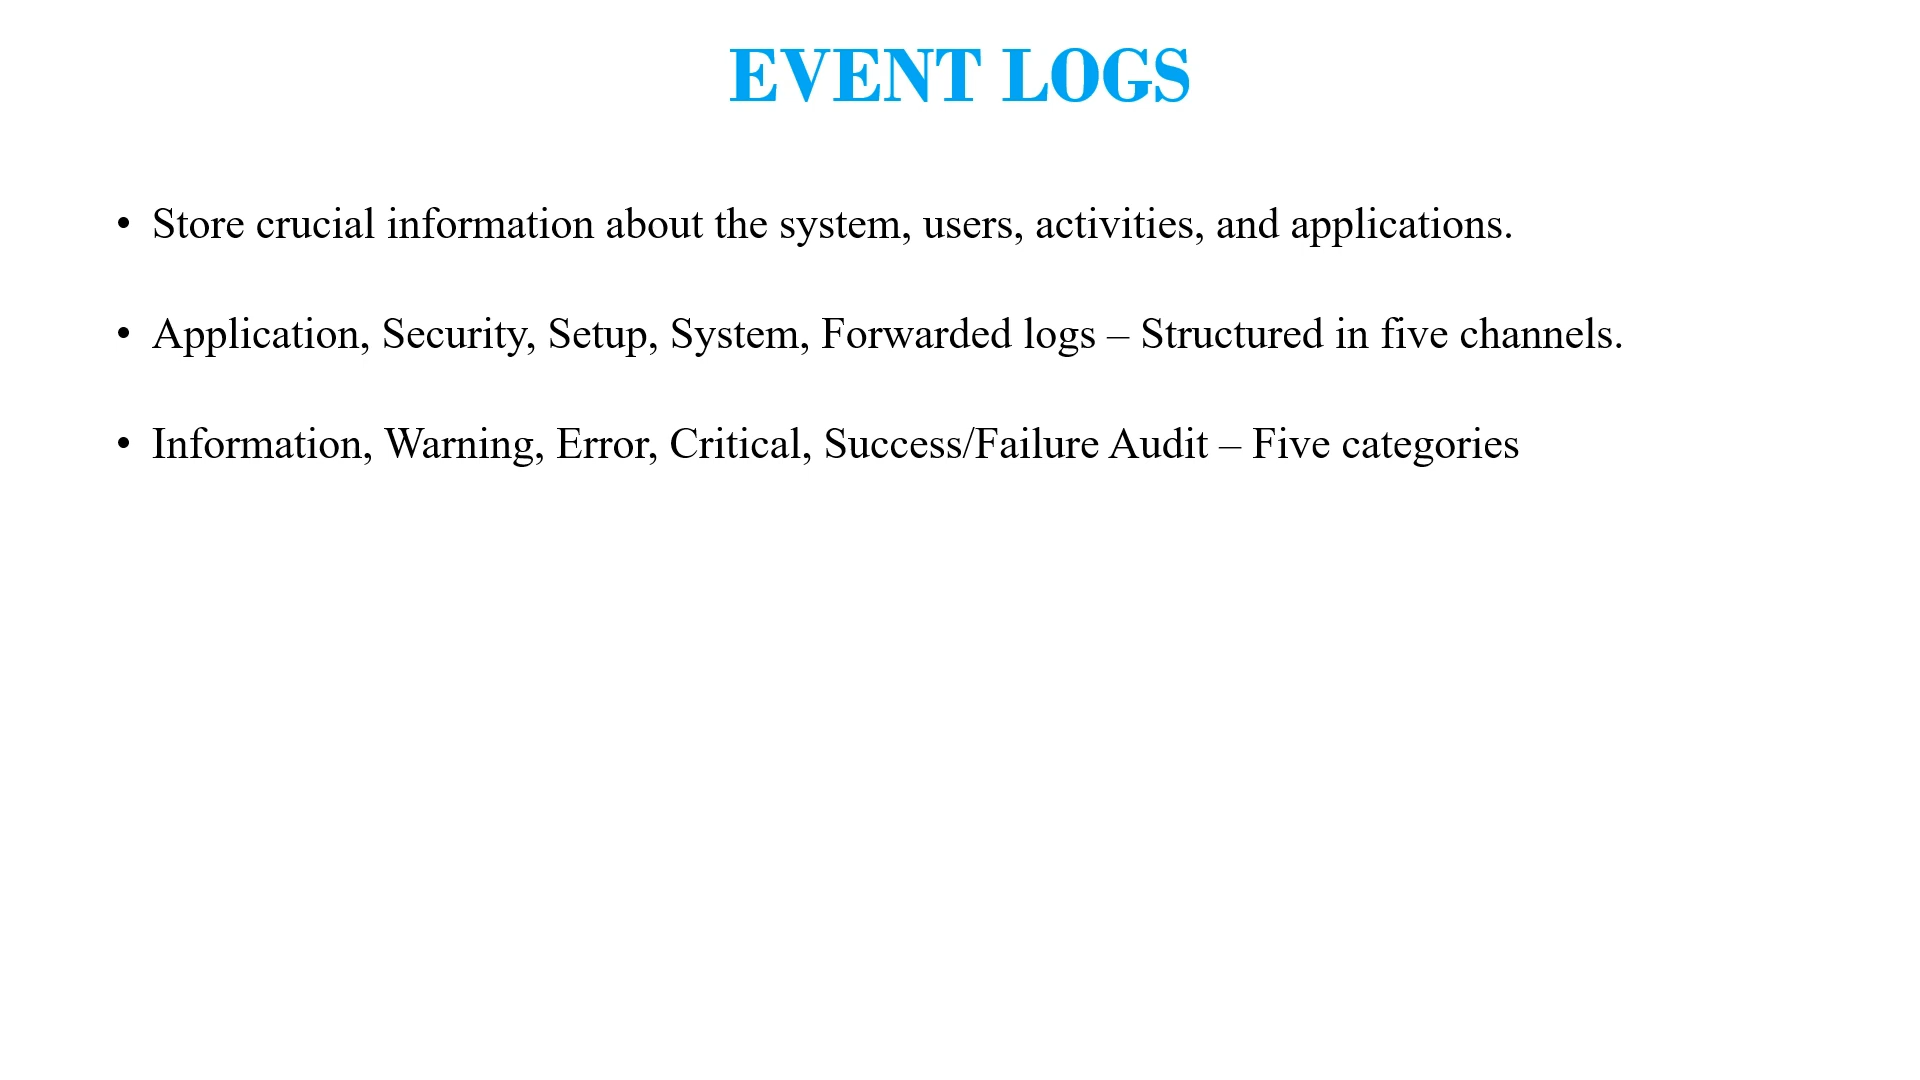 EVENT LOGS
• Store crucial information about the system, users, activities, and applications.
• Application, Security, Setup, System, Forwarded logs – Structured in five channels.
• Information, Warning, Error, Critical, Success/Failure Audit – Five categories